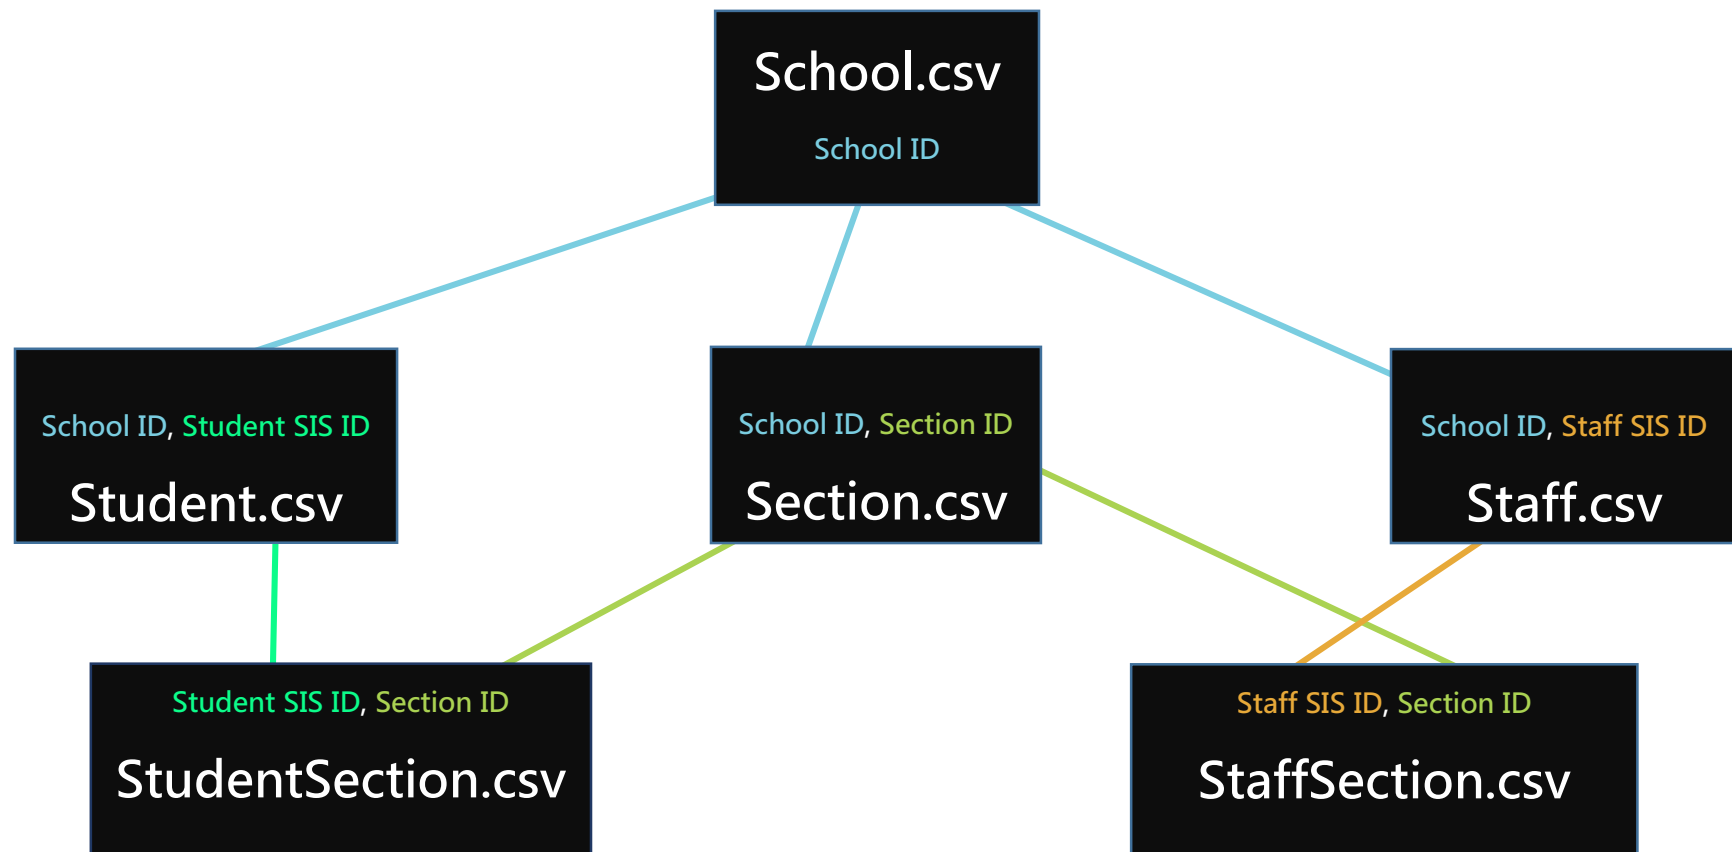 School.csv
School ID
School ID, Student SIS ID
Student.csv
School ID, Section ID
Section.csv
School ID, Staff SIS ID
Staff.csv
Student SIS ID, Section ID
StudentSection.csv
Staff SIS ID, Section ID
StaffSection.csv